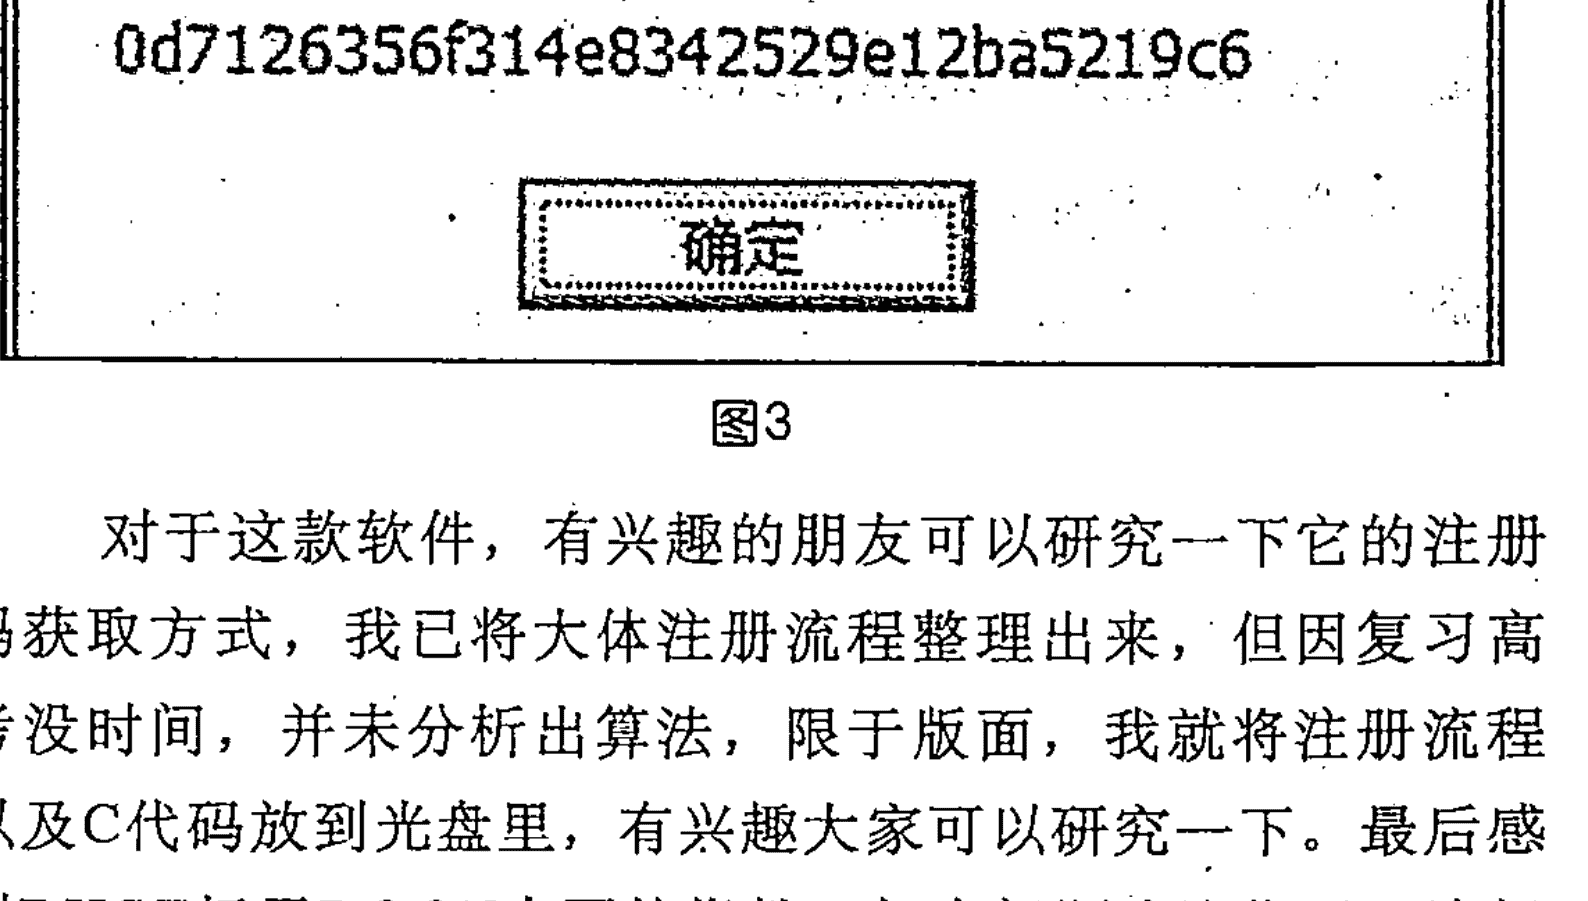 0d7126356f314e8342529e12ba5219c6
确定
图3
对于这款软件，有兴趣的朋友可以研究一下它的注册
码获取方式，我已将大体注册流程整理出来，但因复习高
考没时间，并未分析出算法，限于版面，我就将注册流程
以及C代码放到光盘里，有兴趣大家可以研究一下。最后感